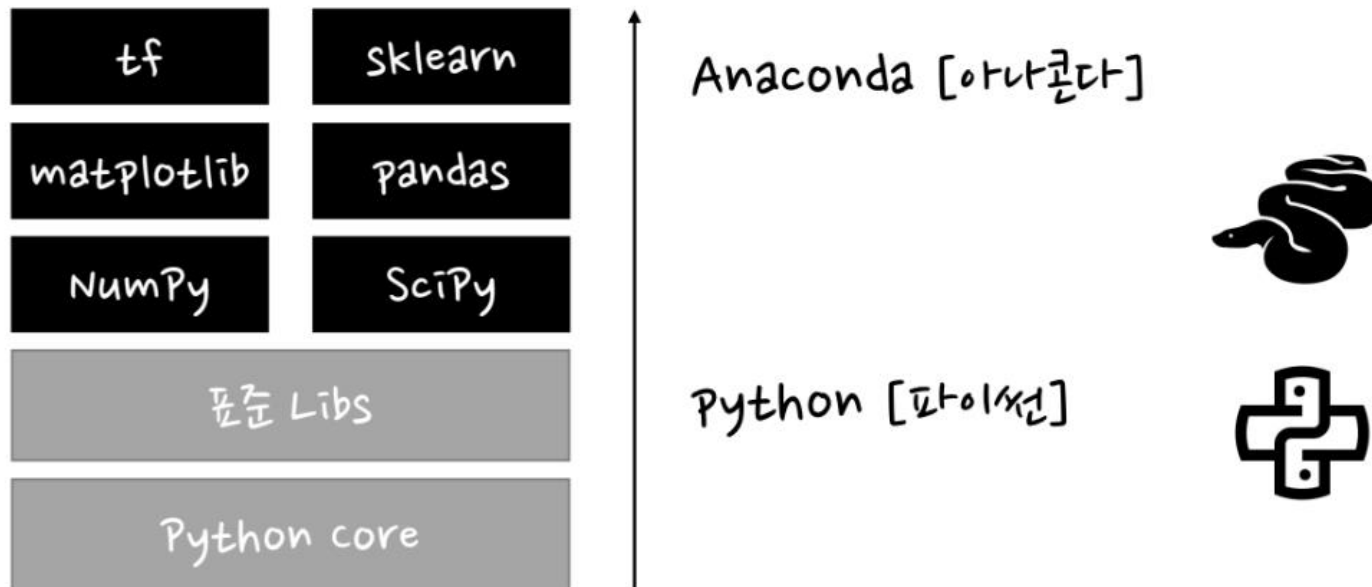 tf
sklearn
matplotlib
pandas
NumPy
SciPy
표준 Libs
Python core
Anaconda [아나콘다]
Python [파이썬]